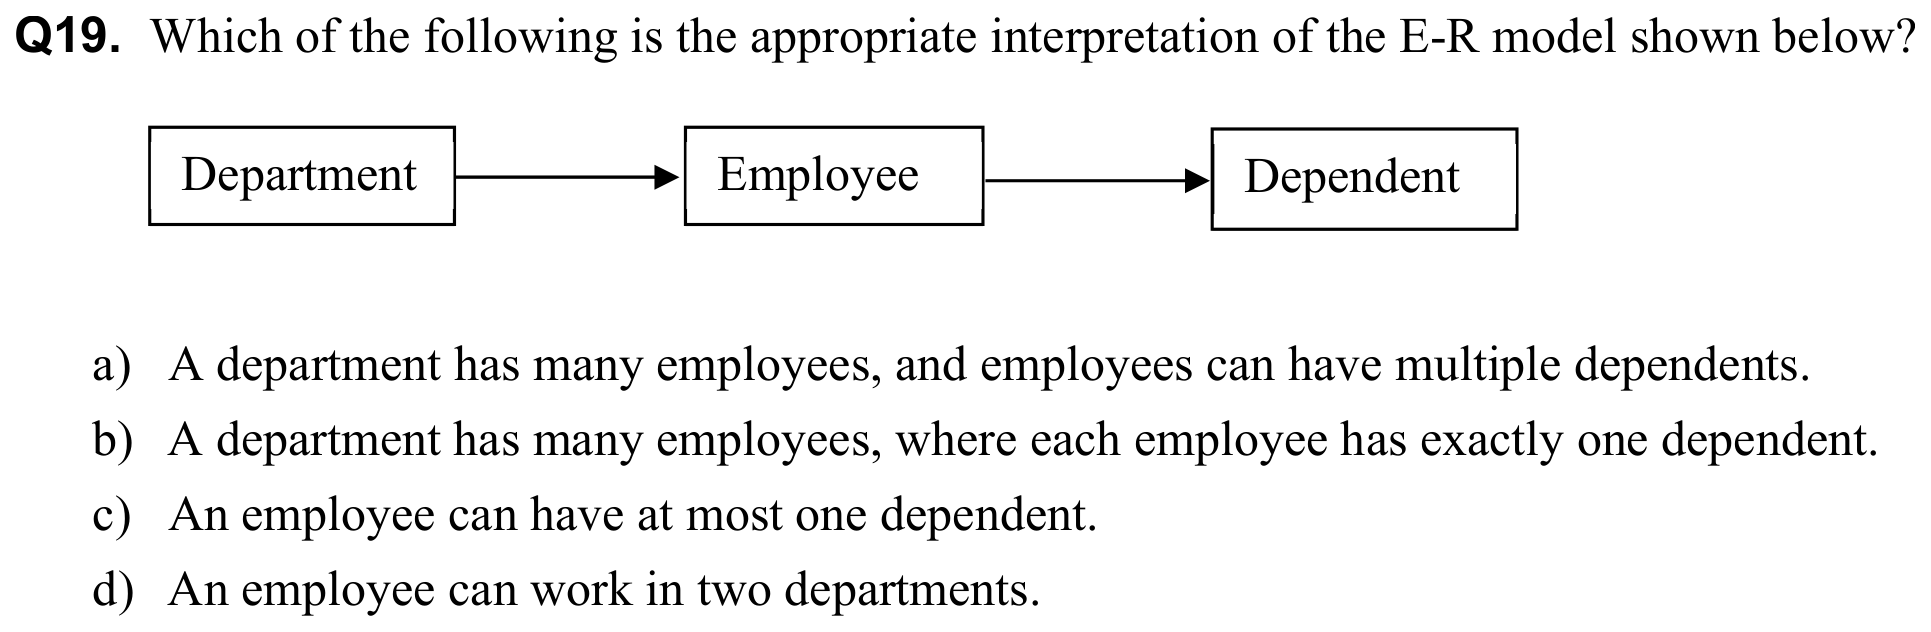 Q19. Which of the following is the appropriate interpretation of the E-R model shown below?
Department Employee Dependent
a) A department has many employees, and employees can have multiple dependents.
b) A department has many employees, where each employee has exactly one dependent.
c) An employee can have at most one dependent.
d) An employee can work in two departments.